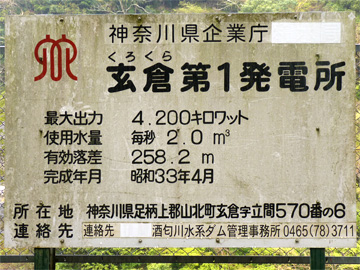 神奈川県企業庁
くろくら
玄倉第1発電所
最大出力 4,200キロワット
使用水量 毎秒 2.0㎥
有効落差 258.2m
完成年月 昭和33年4月
所在地 神奈川県足柄上郡山北町玄倉字立間570番の6
連絡先 連絡先 酒匂川水系ダム管理事務所 0465(78)3711